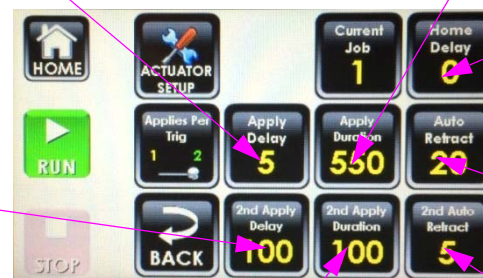 HOME
ACTUATOR
SETUP
Current
Job
1
Home
Delay
RUN
Applies Per
Trig
1 2
Apply
Delay
5
Apply
Duration
550
Auto
Retract
20
STOP
BACK
2nd Apply
Delay
100
2nd Apply
Duration
100
2nd Auto
Retract
5